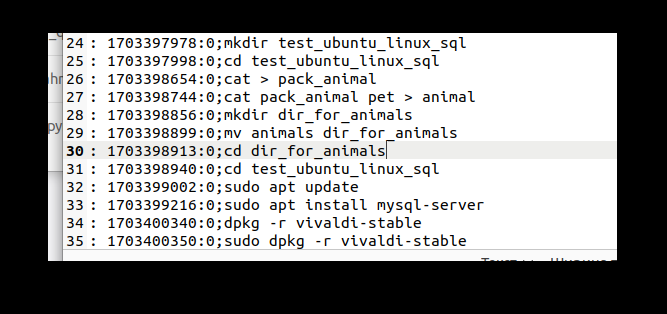 24 : 1703397978:0;mkdir test_ubuntu_linux_sql
25 : 1703397998:0;cd test_ubuntu_linux_sql
26 : 1703398654:0;cat > pack_animal
27 : 1703398744:0;cat pack_animal pet > animal
28 : 1703398856:0;mkdir dir_for_animals
29 : 1703398899:0;mv animals dir_for_animals
30 : 1703398913:0;cd dir_for_animals
31 : 1703398940:0;cd test_ubuntu_linux_sql
32 : 1703399002:0;sudo apt update
33 : 1703399216:0;sudo apt install mysql-server
34 : 1703400340:0;dpkg -r vivaldi-stable
35 : 1703400350:0;sudo dpkg -r vivaldi-stable